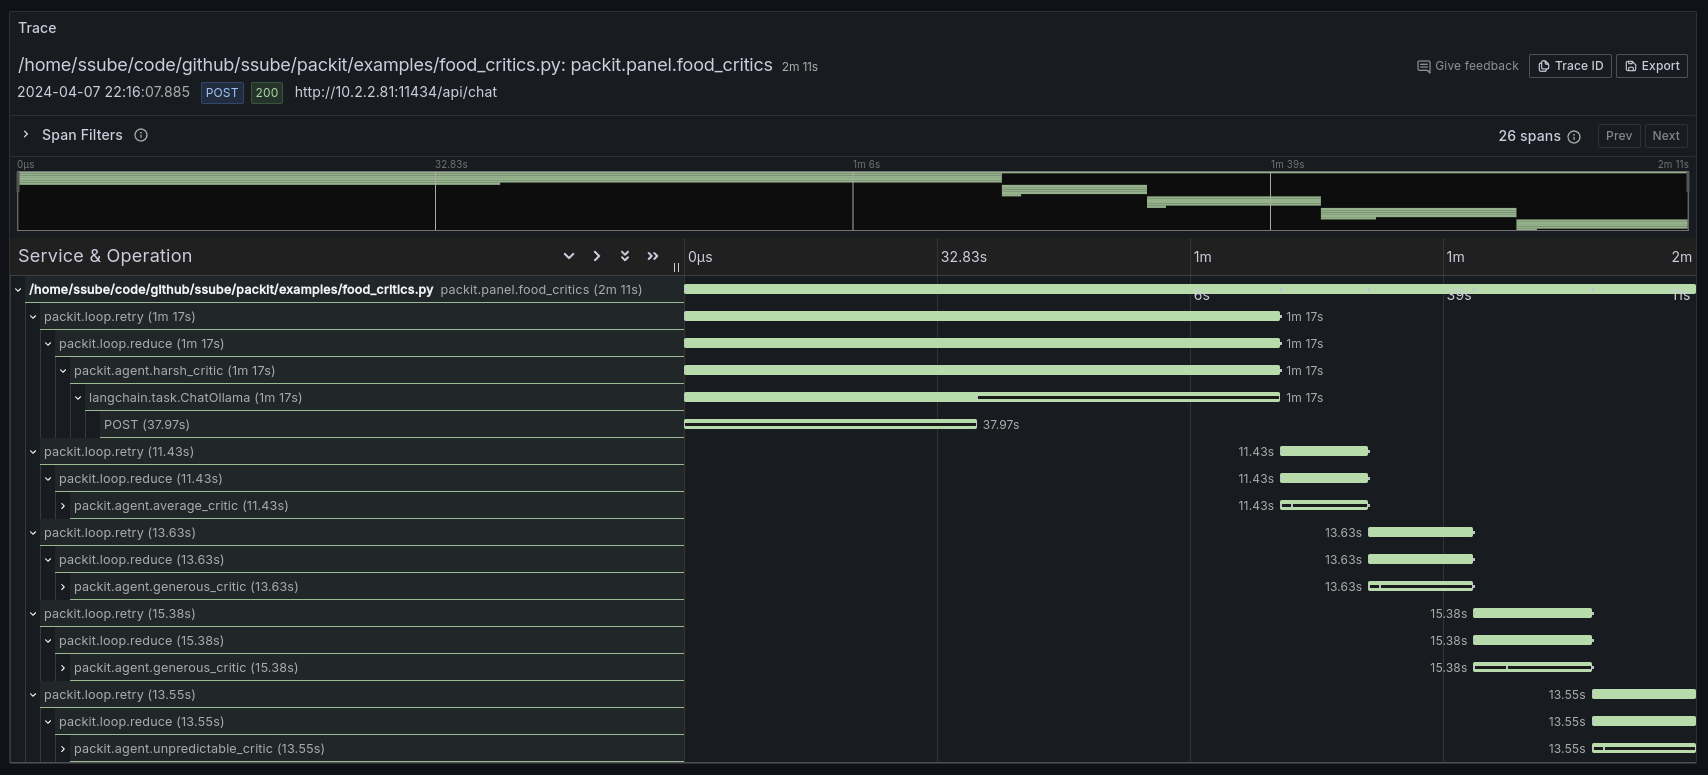 Trace
/home/ssube/code/github/ssube/packit/examples/food_critics.py: packit.panel.food_critics 2m 11s
Give feedback Trace ID Export
2024-04-07 22:16:07.885 POST 200 http://10.2.2.81:11434/api/chat
Span Filters 26 spans Prev Next
0µs 32.83s 1m 6s 1m 39s 2m 11s
Service & Operation 0µs 32.83s 1m 6s 1m 39s 2m 11s
/home/ssube/code/github/ssube/packit/examples/food_critics.py packit.panel.food_critics (2m 11s)
packit.loop.retry (1m 17s) 1m 17s
packit.loop.reduce (1m 17s) 1m 17s
packit.agent.harsh_critic (1m 17s) 1m 17s
langchain.task.ChatOllama (1m 17s) 1m 17s
POST (37.97s) 37.97s
packit.loop.retry (11.43s) 11.43s
packit.loop.reduce (11.43s) 11.43s
packit.agent.average_critic (11.43s) 11.43s
packit.loop.retry (13.63s) 13.63s
packit.loop.reduce (13.63s) 13.63s
packit.agent.generous_critic (13.63s) 13.63s
packit.loop.retry (15.38s) 15.38s
packit.loop.reduce (15.38s) 15.38s
packit.agent.generous_critic (15.38s) 15.38s
packit.loop.retry (13.55s) 13.55s
packit.loop.reduce (13.55s) 13.55s
packit.agent.unpredictable_critic (13.55s) 13.55s